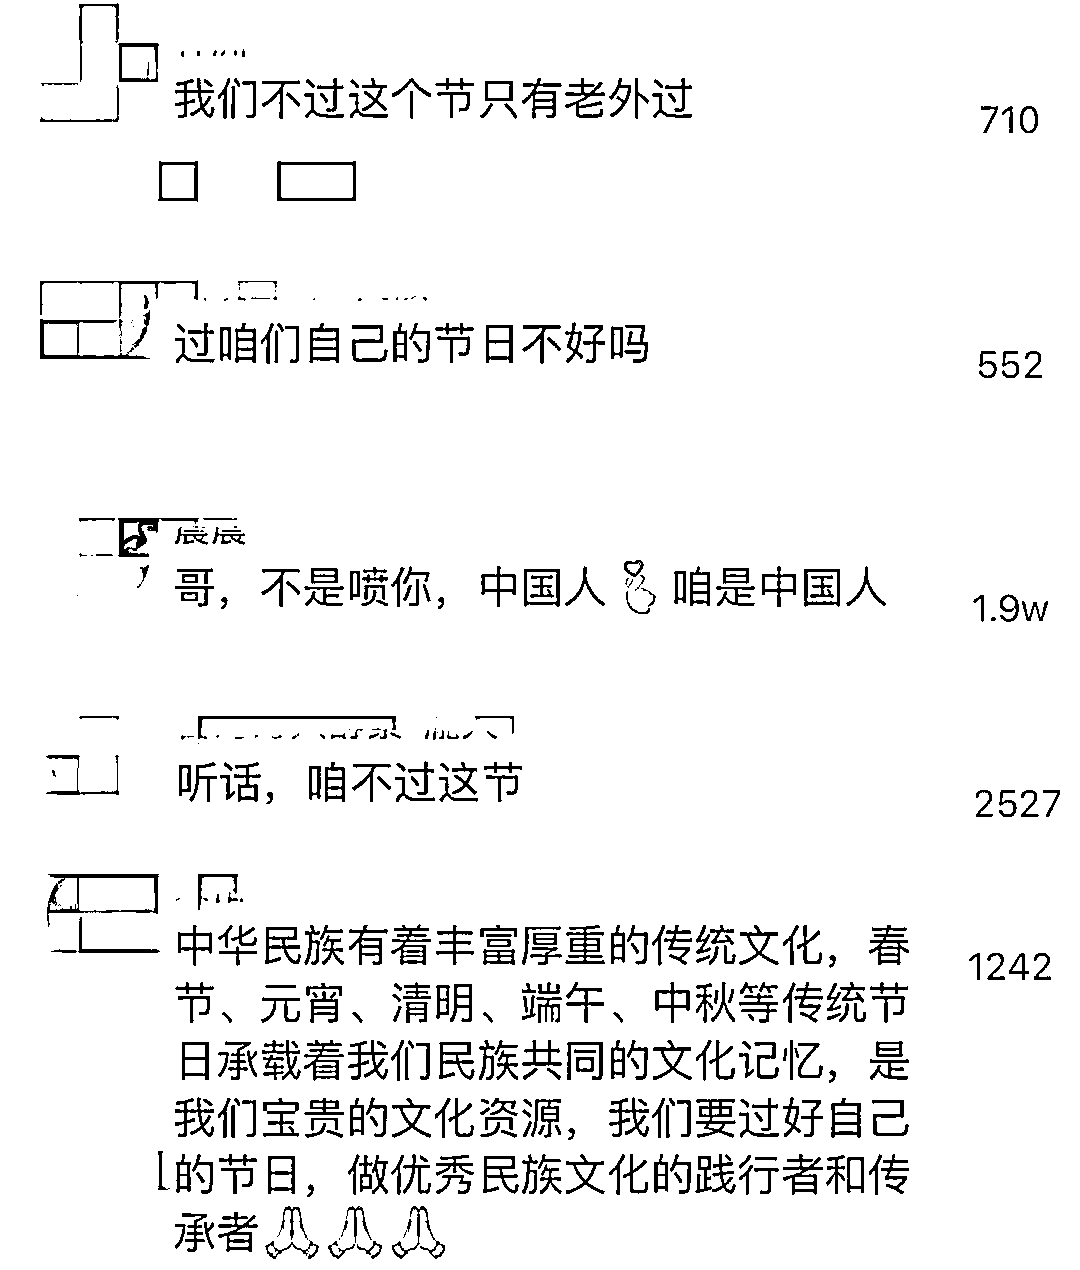 我们不过这个节只有老外过
710
过咱们自己的节日不好吗
552
晨晨
哥，不是喷你，中国人🫰咱是中国人
1.9w
听话，咱不过这节
2527
中华民族有着丰富厚重的传统文化，春
1242
节、元宵、清明、端午、中秋等传统节
日承载着我们民族共同的文化记忆，是
我们宝贵的文化资源，我们要过好自己
的节日，做优秀民族文化的践行者和传
承者🙏🙏🙏